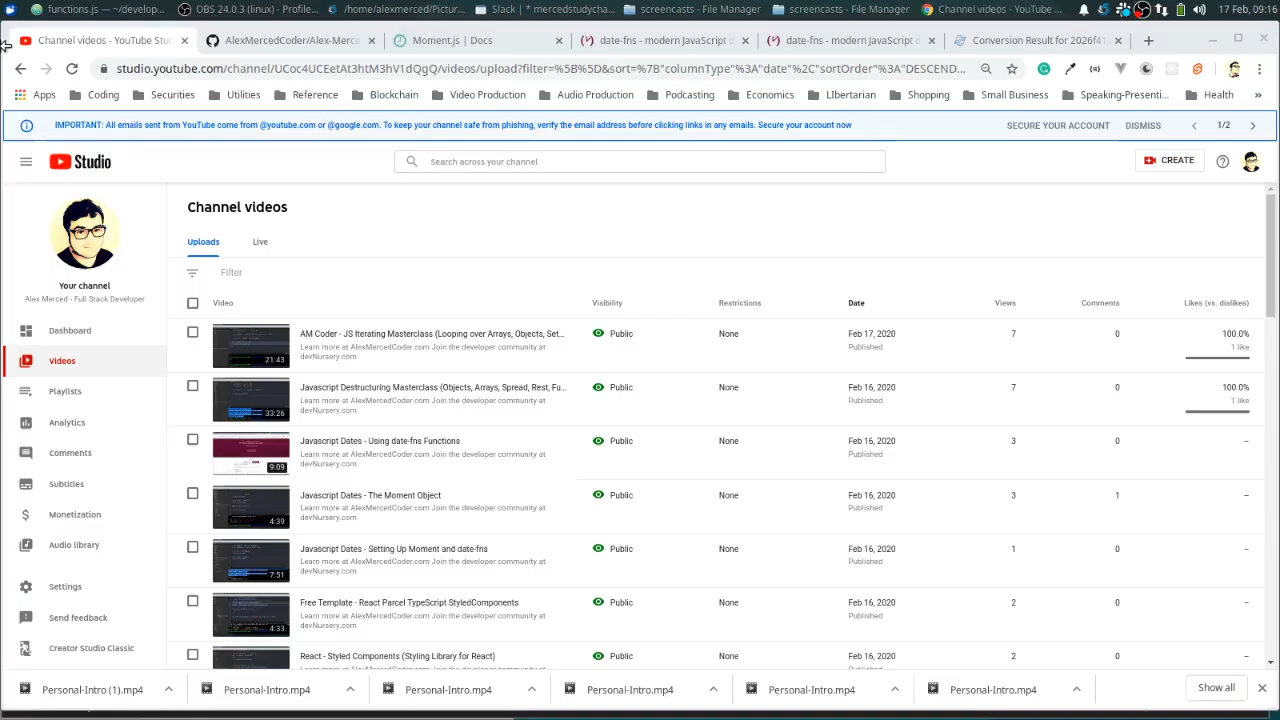 functions.js — ~/develo...
OBS 24.0.3 (linux) - Profile...
/home/alexmerced/Pictur...
Slack | * mercedstudycha...
screencasts - File Manager
screencasts - File Manager
Channel videos - YouTube ...
17 Feb, 09:16
Channel videos - YouTube Stu
AlexMercedCoder/Alex-Merce
Moment.js | Docs
date-fns - modern JavaScript
date-fns - modern JavaScript
Conversion Result for 2026f41
studio.youtube.com/channel/UCoc4UCEetAt3htM3hV1dQgQ/videos/upload?filter=%5B%5D&sort=%7B"columnType"%3A"date"%2C"sortOrder"%3A"DESCEND...
Apps
Coding
Securities
Utilities
Reference
Blockchain
Video Production
Audio Production
Podcasting
Economics
LIbertarian
Shopping
Small Business
Speaking-Presenti...
Health
»
IMPORTANT: All emails sent from YouTube come from @youtube.com or @google.com. To keep your channel safe from phishing, verify the email address before clicking links in any emails. Secure your account now
SECURE YOUR ACCOUNT
DISMISS
1/2
Studio
Search across your channel
CREATE
Your channel
Alex Merced - Full Stack Developer
Dashboard
Videos
Playlists
Analytics
Comments
Subtitles
Monetization
Audio library
Settings
Send feedback
Creator Studio Classic
Channel videos
Uploads
Live
Filter
Video
Visibility
Restrictions
Date
Views
Comments
Likes (vs. dislikes)
21:43
AM Coder - JS Iterating Masterclass (Looping over Arrays, Objects, Set...
Learn more at AlexMercedCoder.com Join the developer community at
devNursery.com
Public
None
Feb 17, 2020
Published
7
100.0%
1 like
33:26
Javascript Destructuring Masterclass (Objects, Arrays, Spread, Rest, Fu...
Learn more at AlexMercedCoder.com Join the developer community at
devNursery.com
Public
None
Feb 16, 2020
Published
7
100.0%
1 like
9:09
Javascript Dates - Using date-fns Functions
Learn more at AlexMercedCoder.com Join the developer community at
devNursery.com
Public
None
Feb 16, 2020
Published
3
–
4:39
Javascript Dates - The Moment Object
Learn more at AlexMercedCoder.com Join the developer community at
devNursery.com
Public
None
Feb 16, 2020
Published
3
–
7:51
Javascript Dates - Setting up Moment and date-fns
Learn more at AlexMercedCoder.com Join the developer community at
devNursery.com
Public
None
Feb 16, 2020
Published
–
4:33
Free Template - React Parcel TypeScript StyledComponents
Learn more at AlexMercedCoder.com Join the developer community at
devNursery.com
Public
None
Feb 16, 2020
Published
4
–
React - Styled Components (Styling Library for React)
Learn more at AlexMercedCoder.com Join the developer community at
Public
None
Feb 16, 2020
Published
3
–
Personal-Intro (1).mp4
Personal-Intro.mp4
Personal-Intro.mp4
Personal-Intro.mp4
Personal-Intro.mp4
Personal-Intro.mp4
Show all